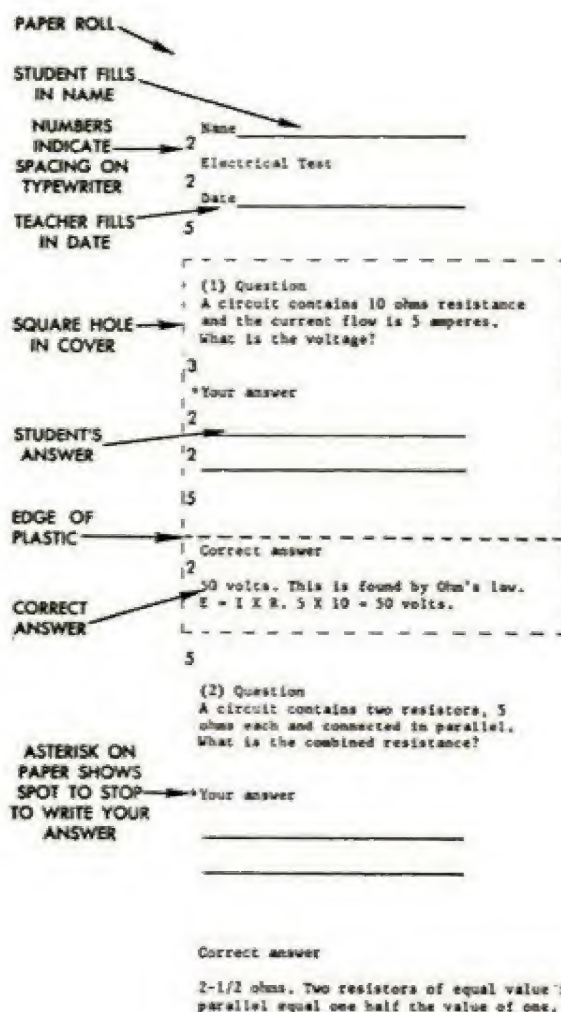 PAPER ROLL
STUDENT FILLS
IN NAME
NUMBERS
INDICATE
SPACING ON
TYPEWRITER
2 Name
Electrical Test
2
Date
TEACHER FILLS
IN DATE
5
(1) Question
A circuit contains 10 ohms resistance
and the current flow is 5 amperes.
What is the voltage?
SQUARE HOLE
IN COVER
3
*Your answer
2
STUDENT'S
ANSWER
2
5
EDGE OF
PLASTIC
Correct answer
2
50 volts. This is found by Ohm's law.
E = I X R. 5 X 10 = 50 volts.
CORRECT
ANSWER
5
(2) Question
A circuit contains two resistors, 5
ohms each and connected in parallel.
What is the combined resistance?
ASTERISK ON
PAPER SHOWS
SPOT TO STOP
TO WRITE YOUR
ANSWER
*Your answer
Correct answer
2-1/2 ohms. Two resistors of equal value
parallel equal one half the value of one.